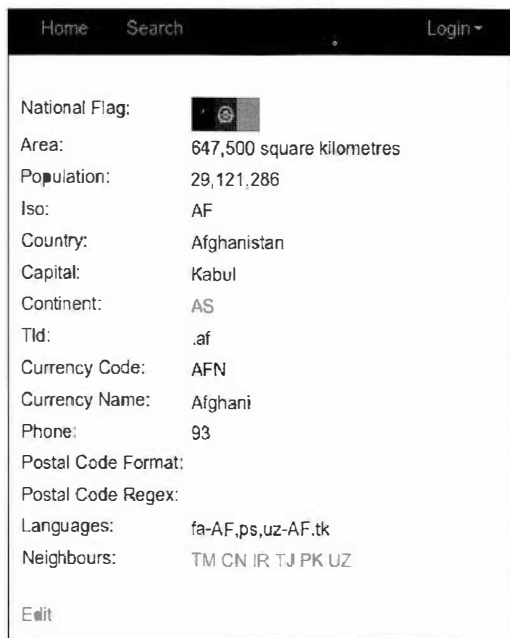 Home Search Login
National Flag:
Area: 647,500 square kilometres
Population: 29,121,286
Iso: AF
Country: Afghanistan
Capital: Kabul
Continent: AS
Tld: .af
Currency Code: AFN
Currency Name: Afghani
Phone: 93
Postal Code Format:
Postal Code Regex:
Languages: fa-AF,ps,uz-AF,tk
Neighbours: TM CN IR TJ PK UZ
Edit